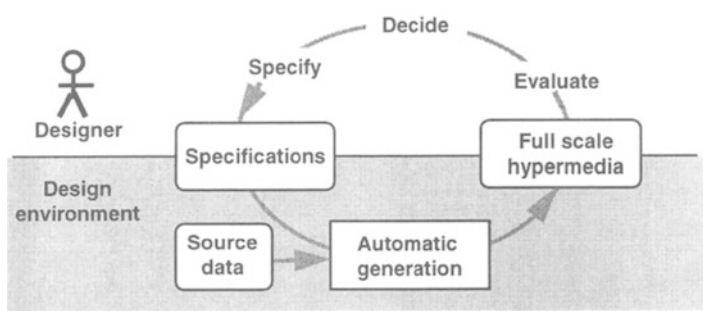 Decide
Specify
Evaluate
Designer
Specifications
Full scale
hypermedia
Design
environment
Source
data
Automatic
generation